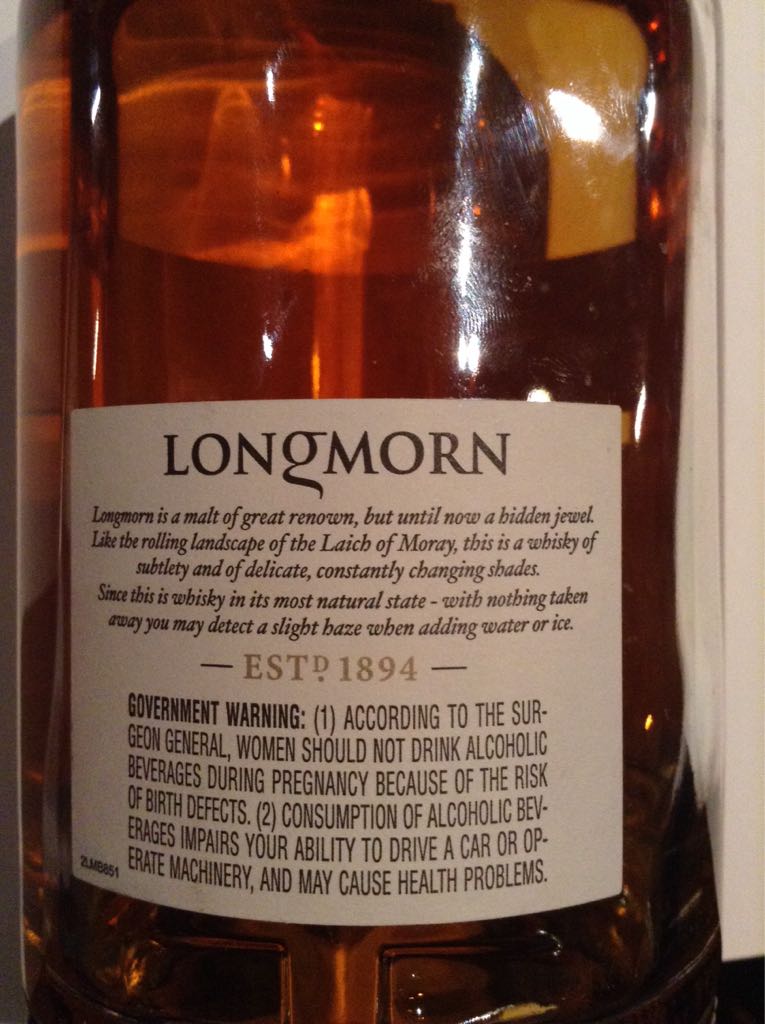 LONGMORN
Longmorn is a malt of great renown, but until now a hidden jewel.
Like the rolling landscape of the Laich of Moray, this is a whisky of
subtlety and of delicate, constantly changing shades.
Since this is whisky in its most natural state - with nothing taken
away you may detect a slight haze when adding water or ice.
— ESTD. 1894 —
GOVERNMENT WARNING: (1) ACCORDING TO THE SUR-
GEON GENERAL, WOMEN SHOULD NOT DRINK ALCOHOLIC
BEVERAGES DURING PREGNANCY BECAUSE OF THE RISK
OF BIRTH DEFECTS. (2) CONSUMPTION OF ALCOHOLIC BEV-
ERAGES IMPAIRS YOUR ABILITY TO DRIVE A CAR OR OP-
ERATE MACHINERY, AND MAY CAUSE HEALTH PROBLEMS.
2LMB851